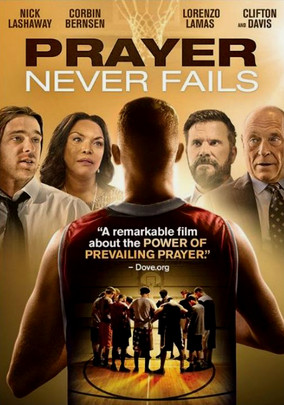 NICK LASHAWAY
CORBIN BERNSEN
LORENZO LAMAS
CLIFTON AND DAVIS
PRAYER
NEVER FAILS
“A remarkable film
about the POWER OF
PREVAILING PRAYER.”
– Dove.org